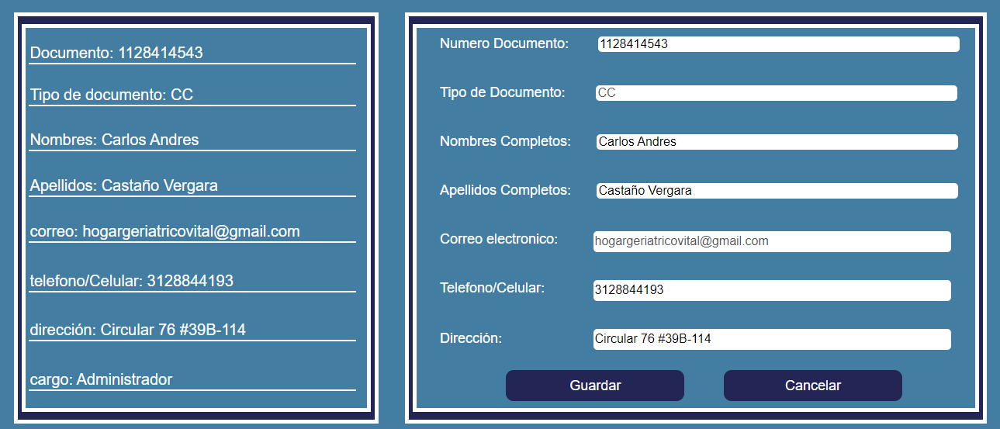 Documento: 1128414543
Tipo de documento: CC
Nombres: Carlos Andres
Apellidos: Castaño Vergara
correo: hogargeriatricovital@gmail.com
telefono/Celular: 3128844193
dirección: Circular 76 #39B-114
cargo: Administrador
Numero Documento: 1128414543
Tipo de Documento: CC
Nombres Completos: Carlos Andres
Apellidos Completos: Castaño Vergara
Correo electronico: hogargeriatricovital@gmail.com
Telefono/Celular: 3128844193
Dirección: Circular 76 #39B-114
Guardar Cancelar